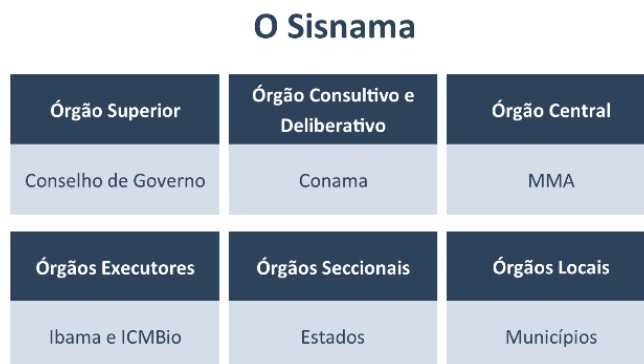 O Sisnama
Órgão Superior
Órgão Consultivo e
Deliberativo
Órgão Central
Conselho de Governo
Conama
MMA
Órgãos Executores
Órgãos Seccionais
Órgãos Locais
Ibama e ICMBio
Estados
Municípios